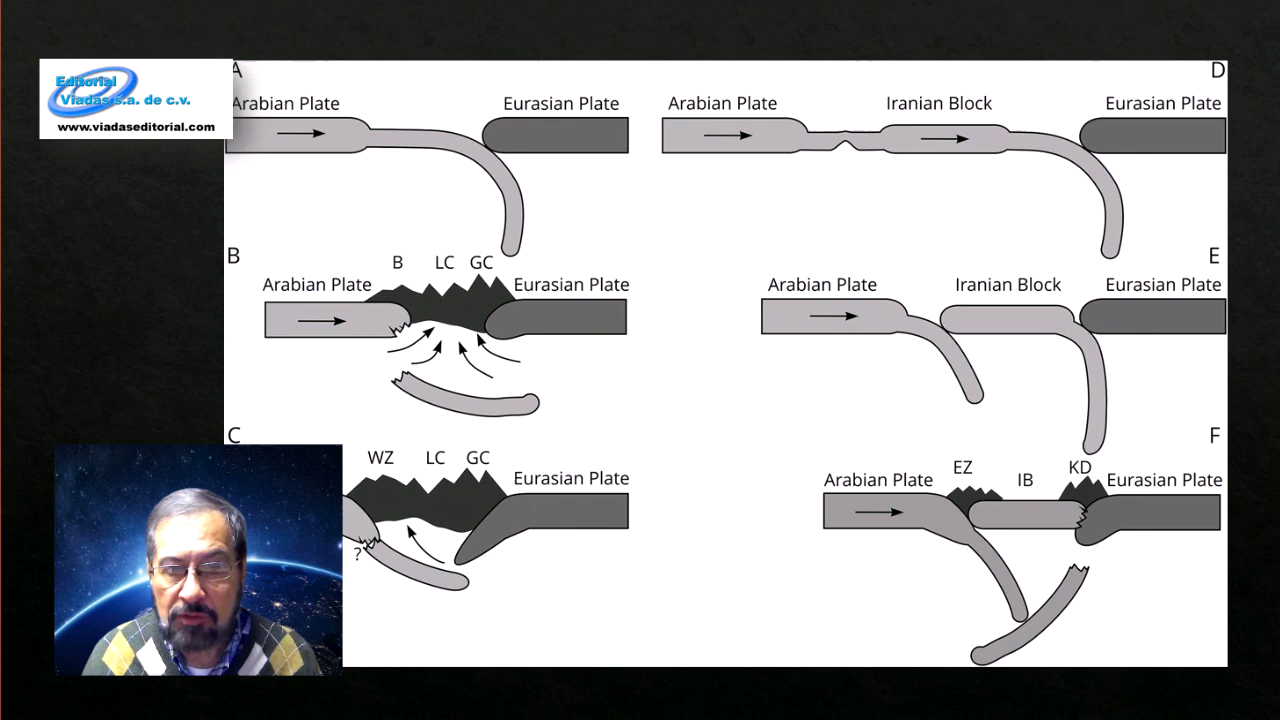 Editorial
Viadas s.a. de c.v.
www.viadaseditorial.com
A
Arabian Plate
Eurasian Plate
B
B
LC
GC
Arabian Plate
Eurasian Plate
C
WZ
LC
GC
Eurasian Plate
?
D
Arabian Plate
Iranian Block
Eurasian Plate
E
Arabian Plate
Iranian Block
Eurasian Plate
F
EZ
IB
KD
Arabian Plate
Eurasian Plate